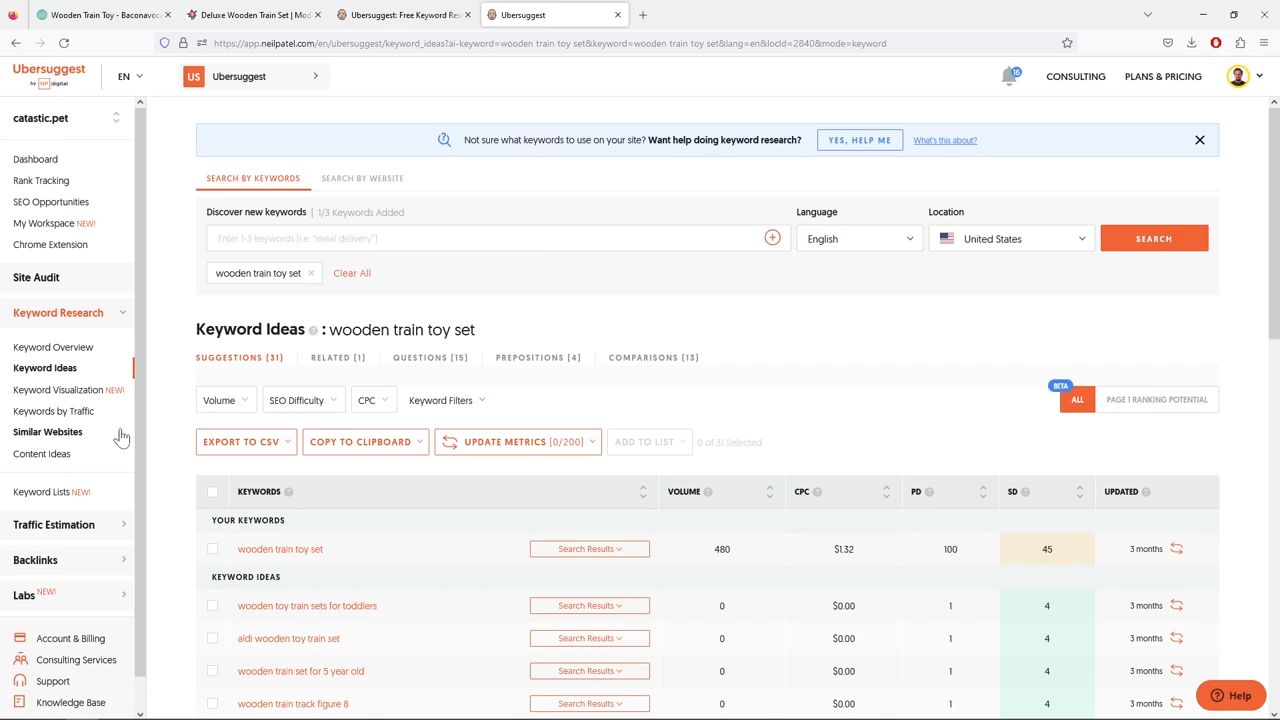 Wooden Train Toy - Baconavoc
Deluxe Wooden Train Set | Mod
Ubersuggest: Free Keyword Res
Ubersuggest
https://app.neilpatel.com/en/ubersuggest/keyword_ideas?ai-keyword=wooden train toy set&keyword=wooden train toy set&lang=en&locId=2840&mode=keyword
Ubersuggest
by NP digital
EN
US Ubersuggest
16
CONSULTING
PLANS & PRICING
catastic.pet
Dashboard
Rank Tracking
SEO Opportunities
My Workspace NEW!
Chrome Extension
Site Audit
Keyword Research
Keyword Overview
Keyword Ideas
Keyword Visualization NEW!
Keywords by Traffic
Similar Websites
Content Ideas
Keyword Lists NEW!
Traffic Estimation
Backlinks
Labs NEW!
Account & Billing
Consulting Services
Support
Knowledge Base
Not sure what keywords to use on your site? Want help doing keyword research?
YES, HELP ME
What's this about?
SEARCH BY KEYWORDS
SEARCH BY WEBSITE
Discover new keywords | 1/3 Keywords Added
Language
Location
Enter 1-3 keywords (i.e. "meal delivery")
English
United States
SEARCH
wooden train toy set
Clear All
Keyword Ideas : wooden train toy set
SUGGESTIONS (31)
RELATED (1)
QUESTIONS (15)
PREPOSITIONS (4)
COMPARISONS (13)
Volume
SEO Difficulty
CPC
Keyword Filters
BETA
ALL
PAGE 1 RANKING POTENTIAL
EXPORT TO CSV
COPY TO CLIPBOARD
UPDATE METRICS (0/200)
ADD TO LIST
0 of 31 Selected
KEYWORDS VOLUME CPC PD SD UPDATED
YOUR KEYWORDS
wooden train toy set Search Results 480 $1.32 100 45 3 months
KEYWORD IDEAS
wooden toy train sets for toddlers Search Results 0 $0.00 1 4 3 months
aldi wooden toy train set Search Results 0 $0.00 1 4 3 months
wooden train set for 5 year old Search Results 0 $0.00 1 4 3 months
wooden train track figure 8 Search Results 0 $0.00 1 4 3 months
Help